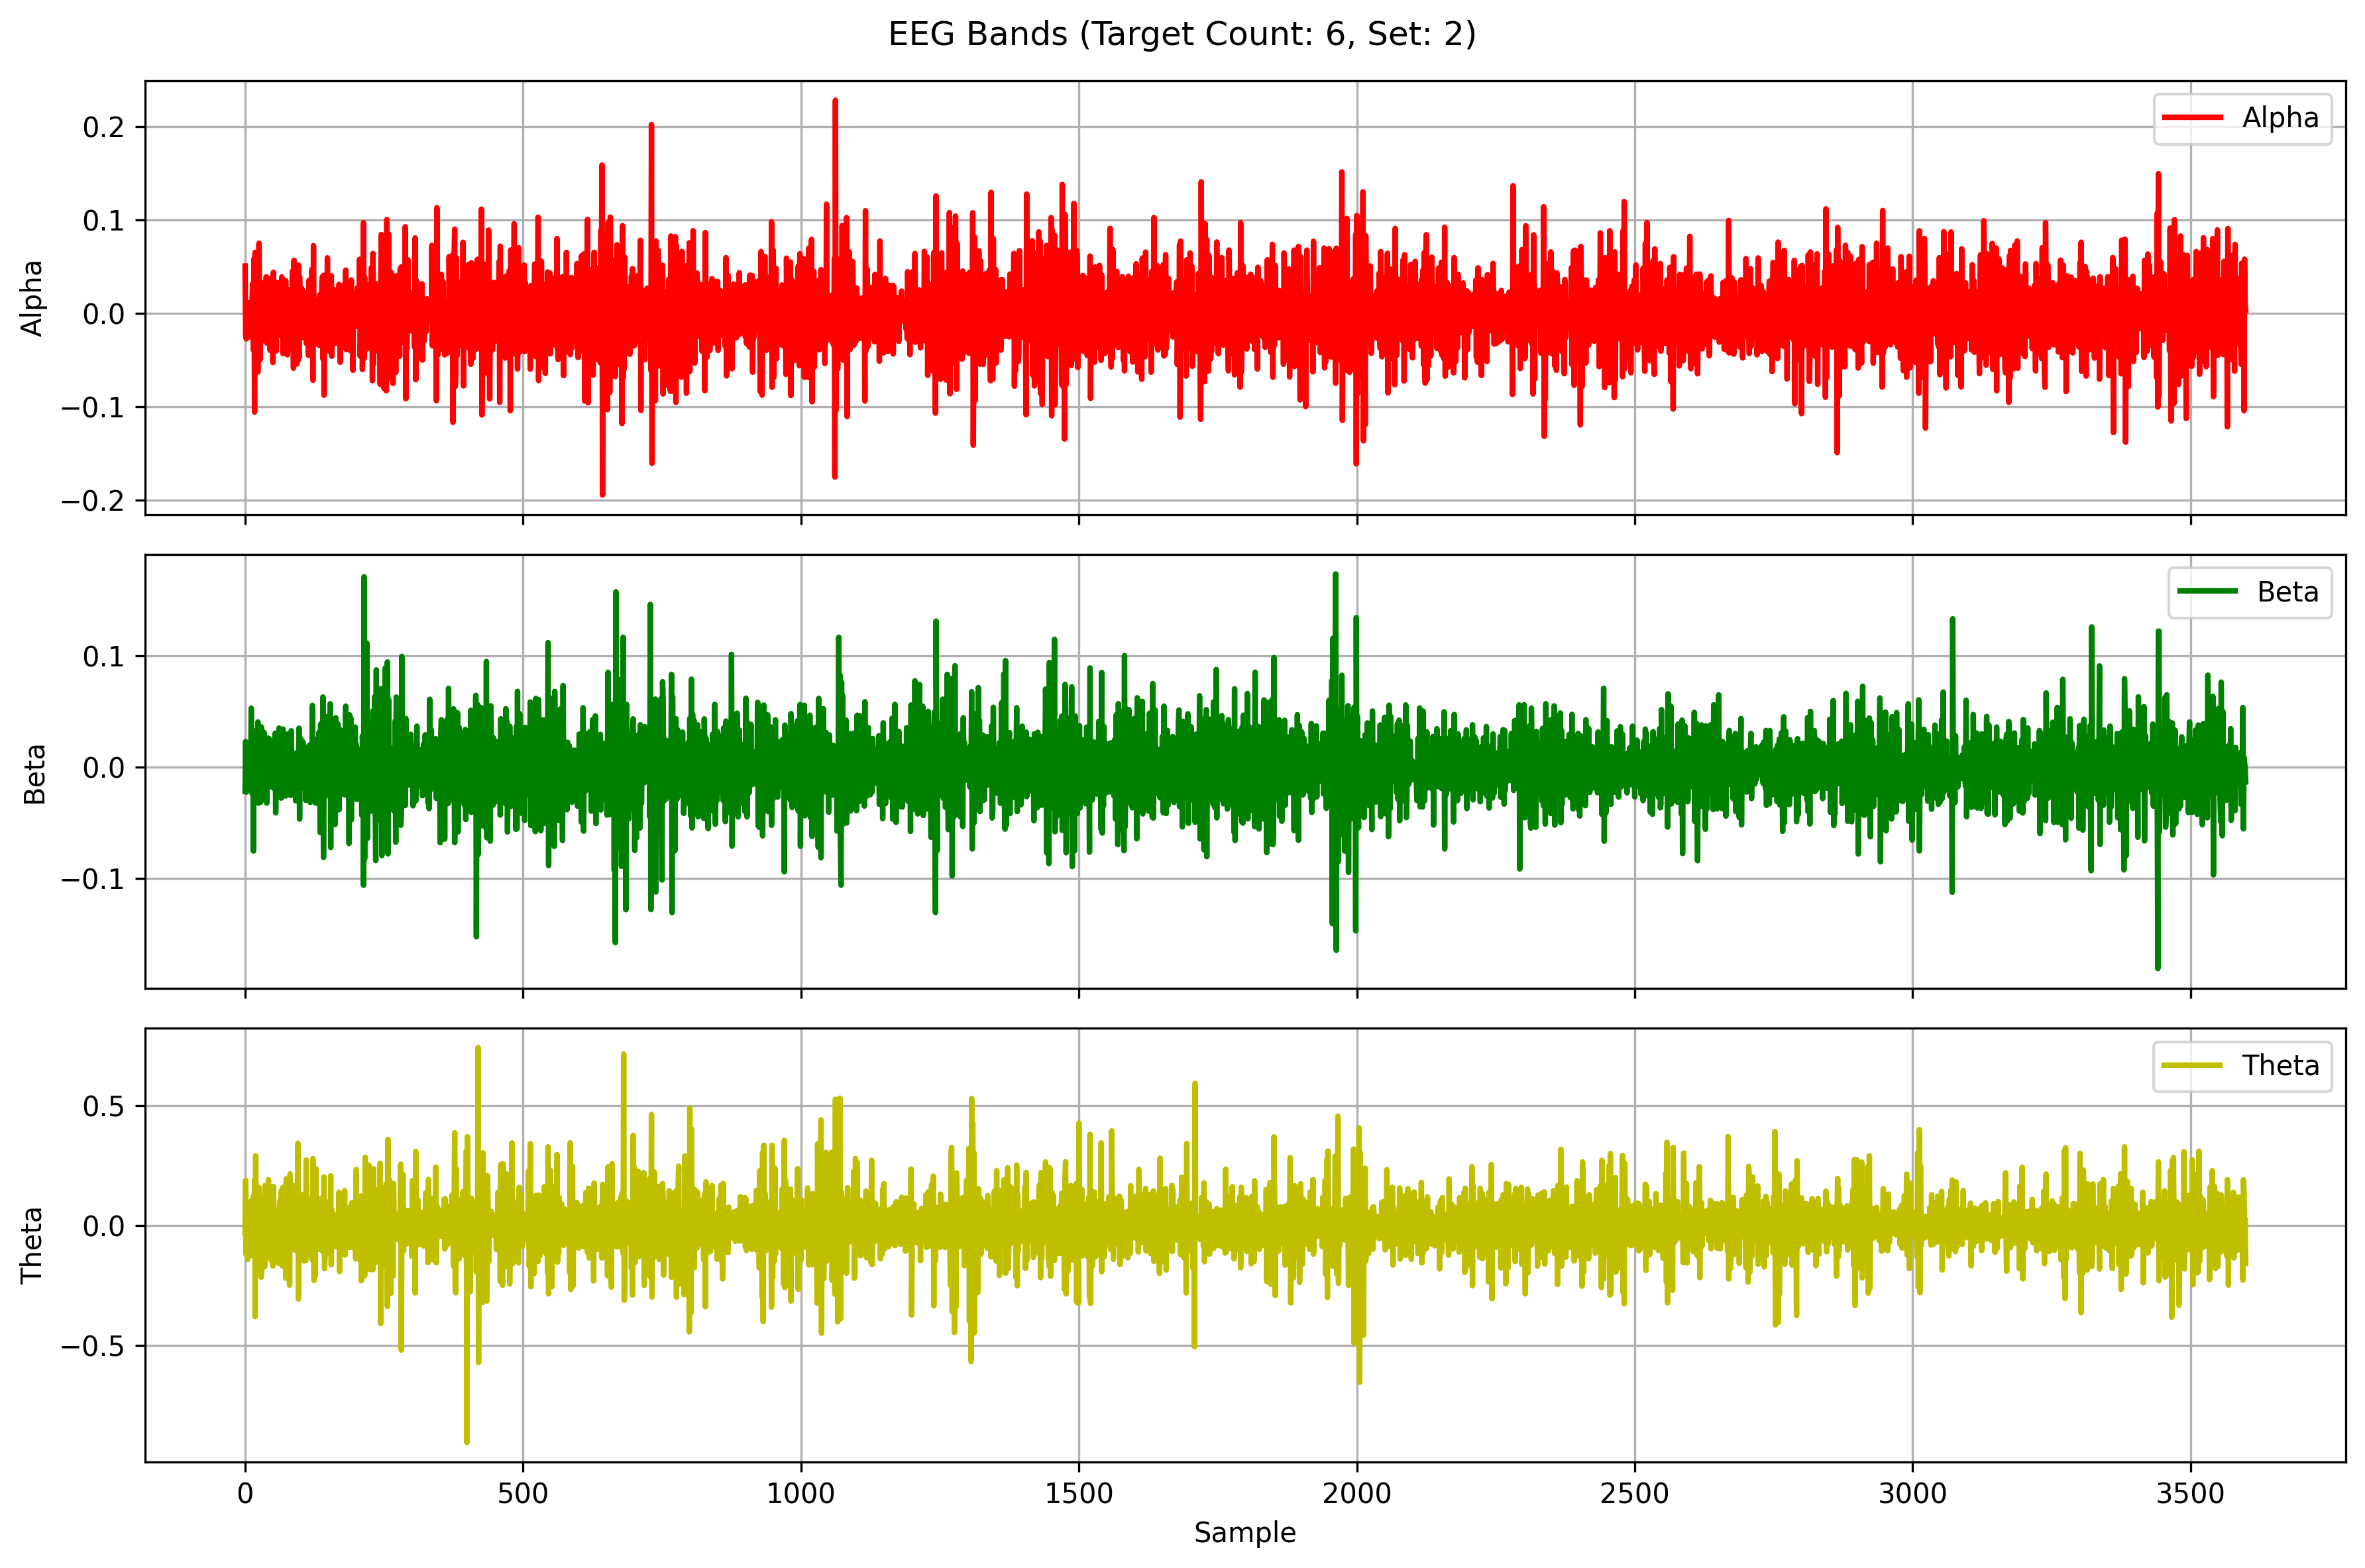 EEG Bands (Target Count: 6, Set: 2)
Alpha
0.2
0.1
0.0
−0.1
−0.2
Alpha
Beta
0.1
0.0
−0.1
Beta
Theta
0.5
0.0
−0.5
Theta
0 500 1000 1500 2000 2500 3000 3500
Sample